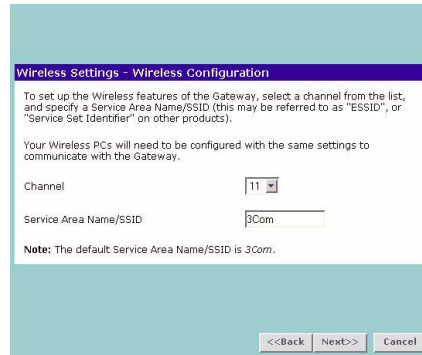 Wireless Settings - Wireless Configuration
To set up the Wireless features of the Gateway, select a channel from the list,
and specify a Service Area Name/SSID (this may be referred to as "ESSID", or
"Service Set Identifier" on other products).
Your Wireless PCs will need to be configured with the same settings to
communicate with the Gateway.
Channel 11
Service Area Name/SSID 3Com
Note: The default Service Area Name/SSID is 3Com.
<<Back Next>> Cancel